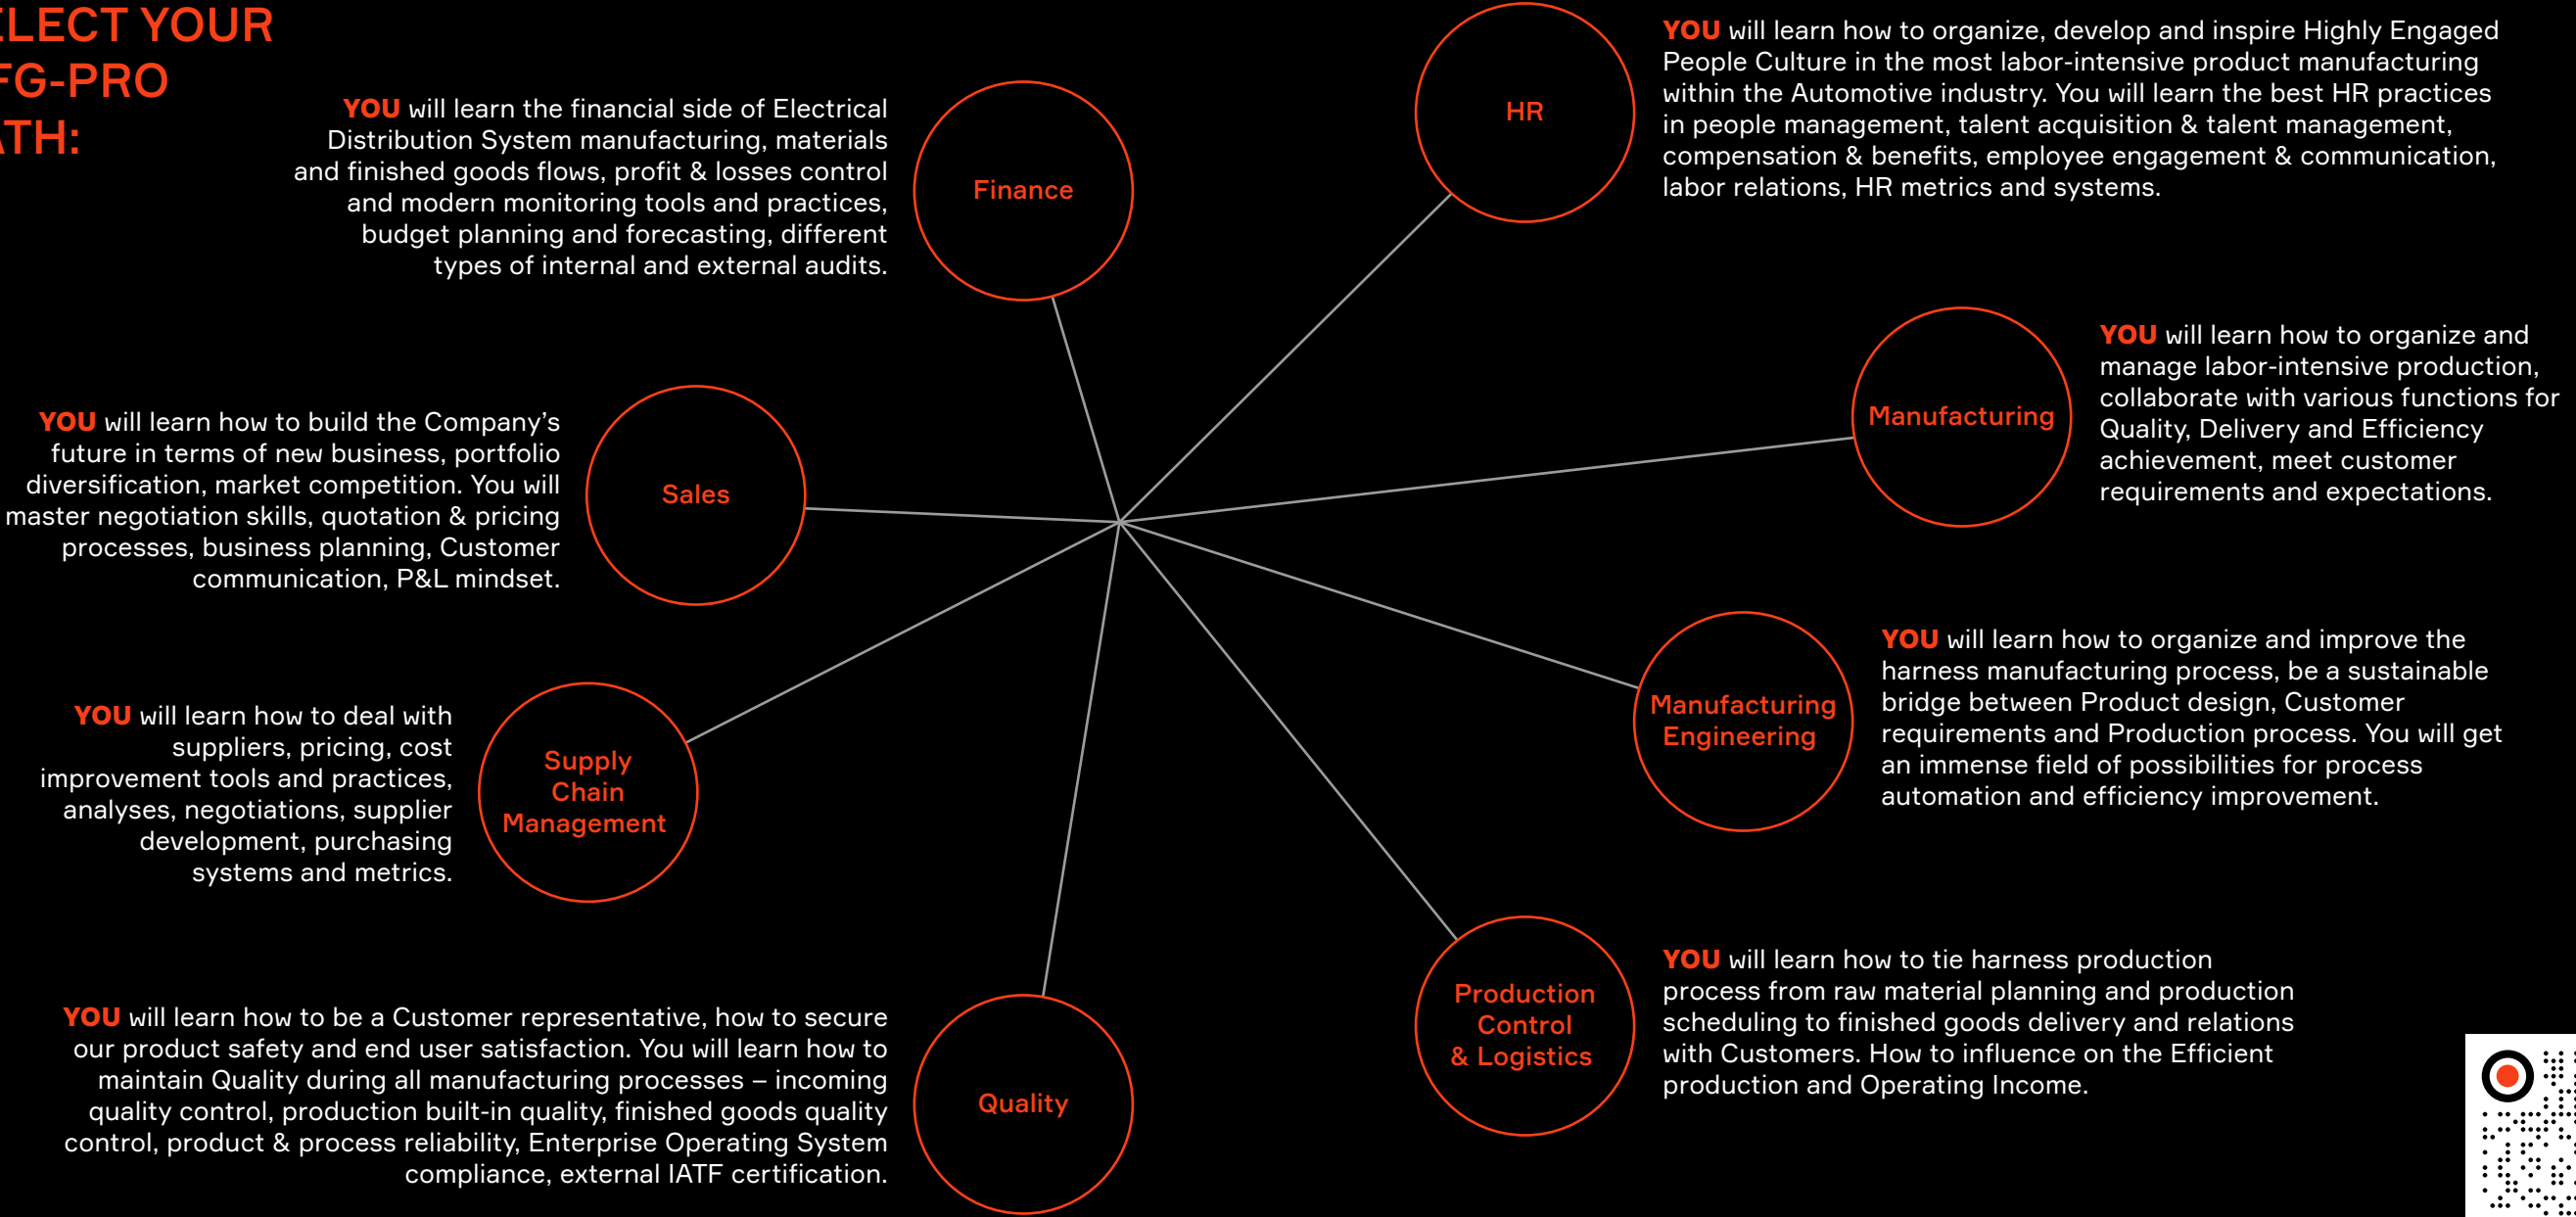 ELECT YOUR
FG-PRO
ATH:
YOU will learn the financial side of Electrical
Distribution System manufacturing, materials
and finished goods flows, profit & losses control
and modern monitoring tools and practices,
budget planning and forecasting, different
types of internal and external audits.
Finance
HR
YOU will learn how to organize, develop and inspire Highly Engaged
People Culture in the most labor-intensive product manufacturing
within the Automotive industry. You will learn the best HR practices
in people management, talent acquisition & talent management,
compensation & benefits, employee engagement & communication,
labor relations, HR metrics and systems.
YOU will learn how to build the Company’s
future in terms of new business, portfolio
diversification, market competition. You will
master negotiation skills, quotation & pricing
processes, business planning, Customer
communication, P&L mindset.
Sales
Manufacturing
YOU will learn how to organize and
manage labor-intensive production,
collaborate with various functions for
Quality, Delivery and Efficiency
achievement, meet customer
requirements and expectations.
YOU will learn how to deal with
suppliers, pricing, cost
improvement tools and practices,
analyses, negotiations, supplier
development, purchasing
systems and metrics.
Supply
Chain
Management
Manufacturing
Engineering
YOU will learn how to organize and improve the
harness manufacturing process, be a sustainable
bridge between Product design, Customer
requirements and Production process. You will get
an immense field of possibilities for process
automation and efficiency improvement.
YOU will learn how to be a Customer representative, how to secure
our product safety and end user satisfaction. You will learn how to
maintain Quality during all manufacturing processes – incoming
quality control, production built-in quality, finished goods quality
control, product & process reliability, Enterprise Operating System
compliance, external IATF certification.
Quality
Production
Control
& Logistics
YOU will learn how to tie harness production
process from raw material planning and production
scheduling to finished goods delivery and relations
with Customers. How to influence on the Efficient
production and Operating Income.